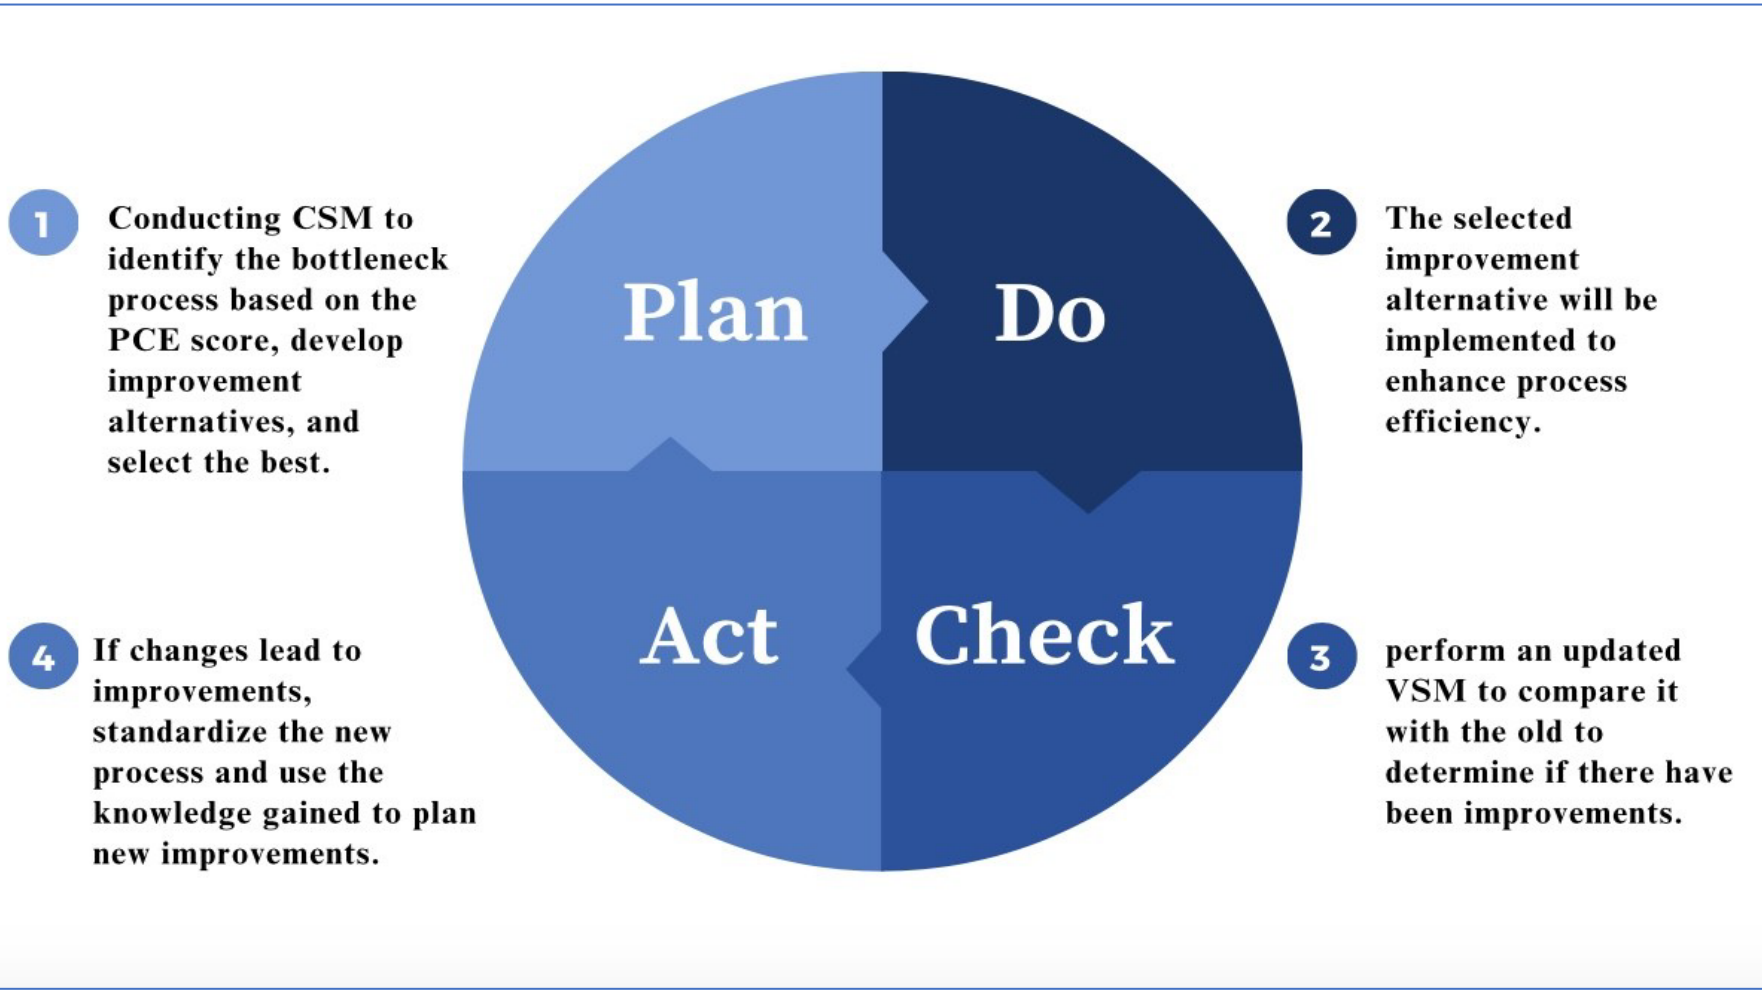 1
Conducting CSM to
identify the bottleneck
process based on the
PCE score, develop
improvement
alternatives, and
select the best.
Plan
Do
2
The selected
improvement
alternative will be
implemented to
enhance process
efficiency.
Check
3
perform an updated
VSM to compare it
with the old to
determine if there have
been improvements.
Act
4
If changes lead to
improvements,
standardize the new
process and use the
knowledge gained to plan
new improvements.